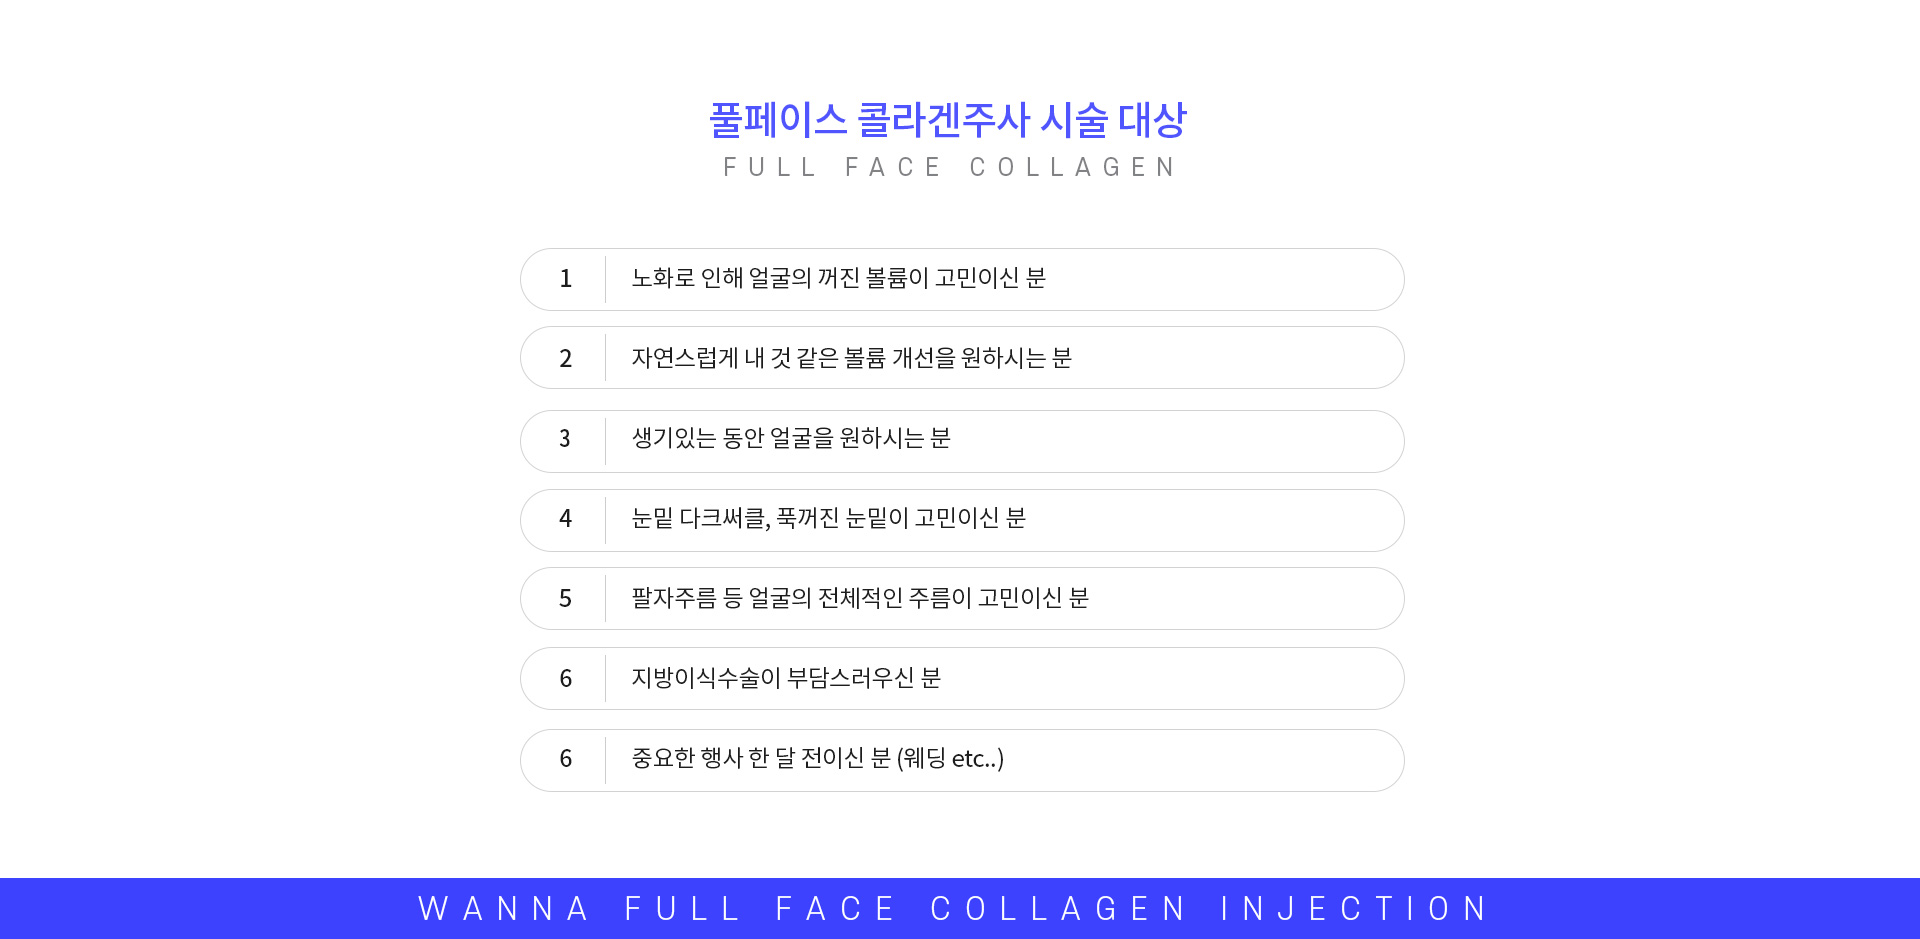 풀페이스 콜라겐주사 시술 대상
FULL FACE COLLAGEN
1 노화로 인해 얼굴의 꺼진 볼륨이 고민이신 분
2 자연스럽게 내 것 같은 볼륨 개선을 원하시는 분
3 생기있는 동안 얼굴을 원하시는 분
4 눈밑 다크써클, 푹꺼진 눈밑이 고민이신 분
5 팔자주름 등 얼굴의 전체적인 주름이 고민이신 분
6 지방이식수술이 부담스러우신 분
6 중요한 행사 한 달 전이신 분 (웨딩 etc..)
WANNA FULL FACE COLLAGEN INJECTION